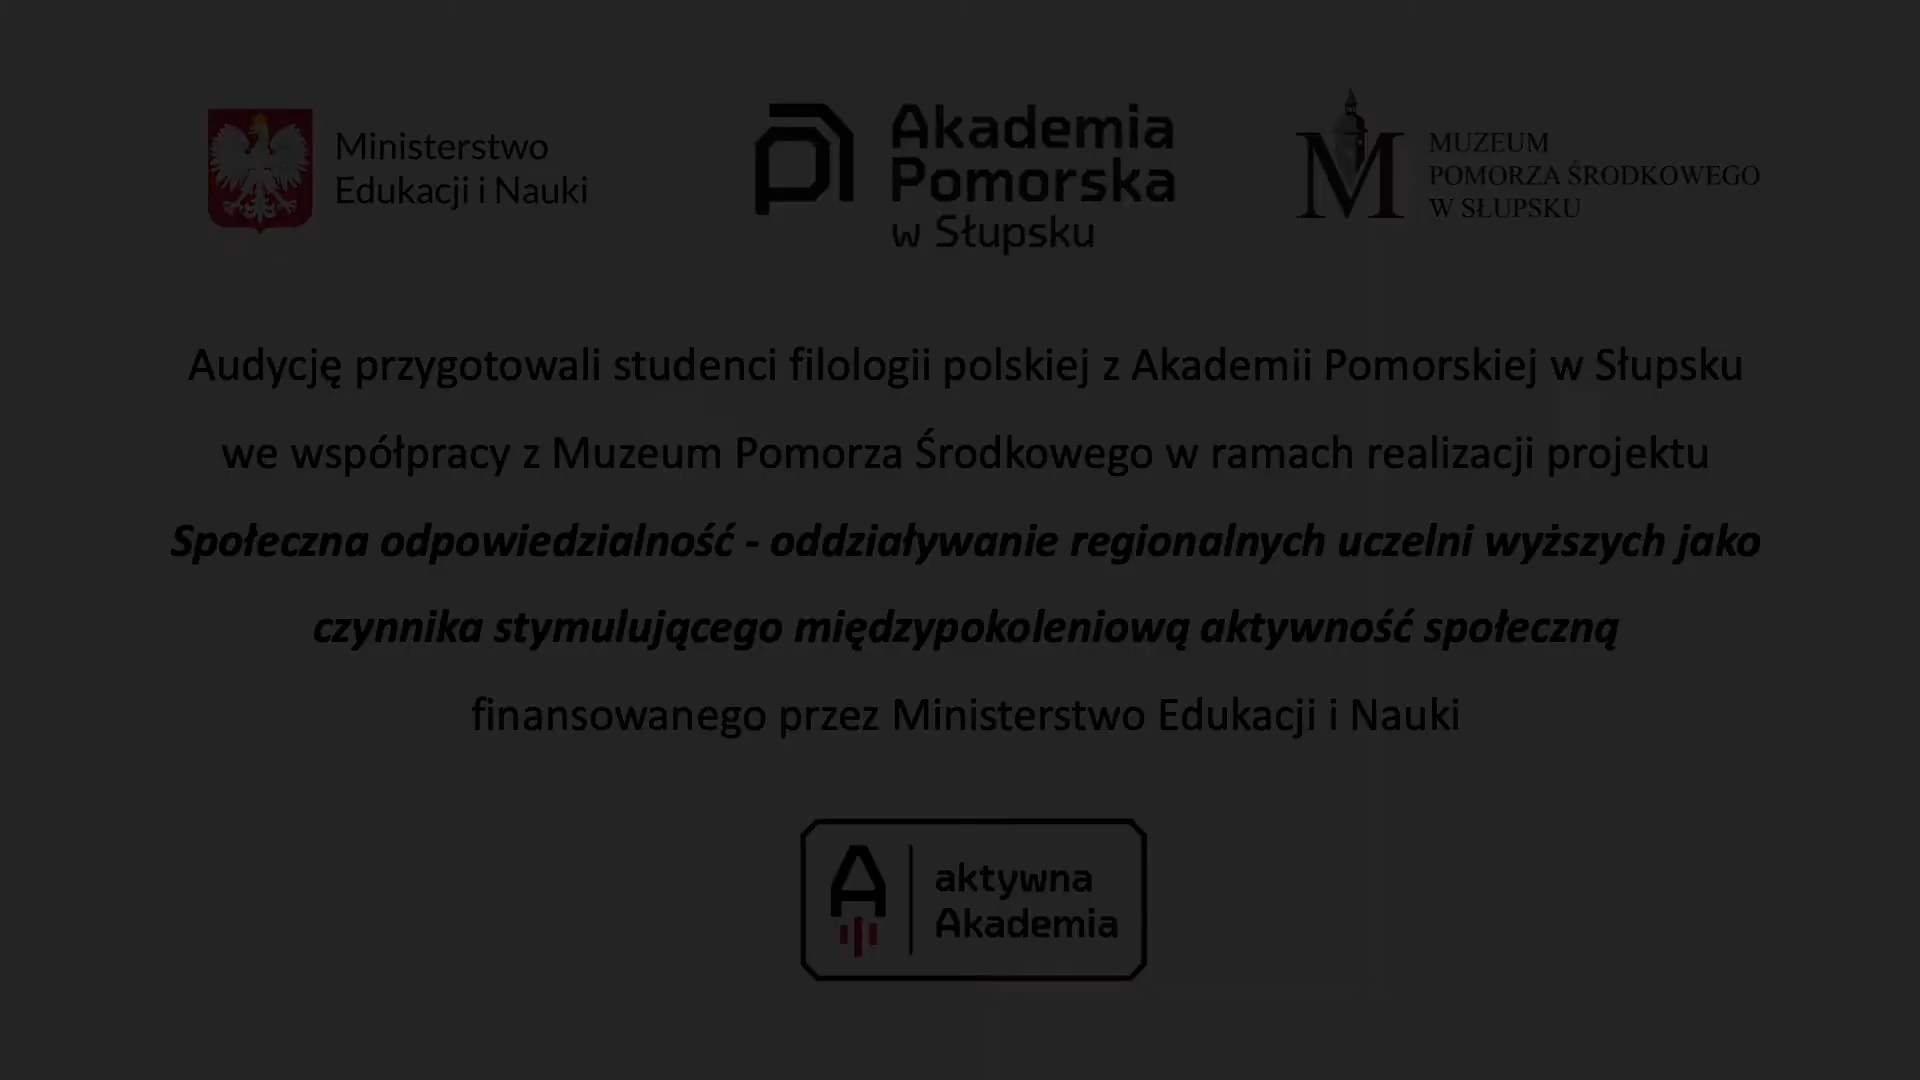 Ministerstwo
Edukacji i Nauki
Akademia
Pomorska
w Słupsku
M
MUZEUM
POMORZA ŚRODKOWEGO
W SŁUPSKU
Audycję przygotowali studenci filologii polskiej z Akademii Pomorskiej w Słupsku
we współpracy z Muzeum Pomorza Środkowego w ramach realizacji projektu
Społeczna odpowiedzialność - oddziaływanie regionalnych uczelni wyższych jako
czynnika stymulującego międzypokoleniową aktywność społeczną
finansowanego przez Ministerstwo Edukacji i Nauki
aktywna
Akademia